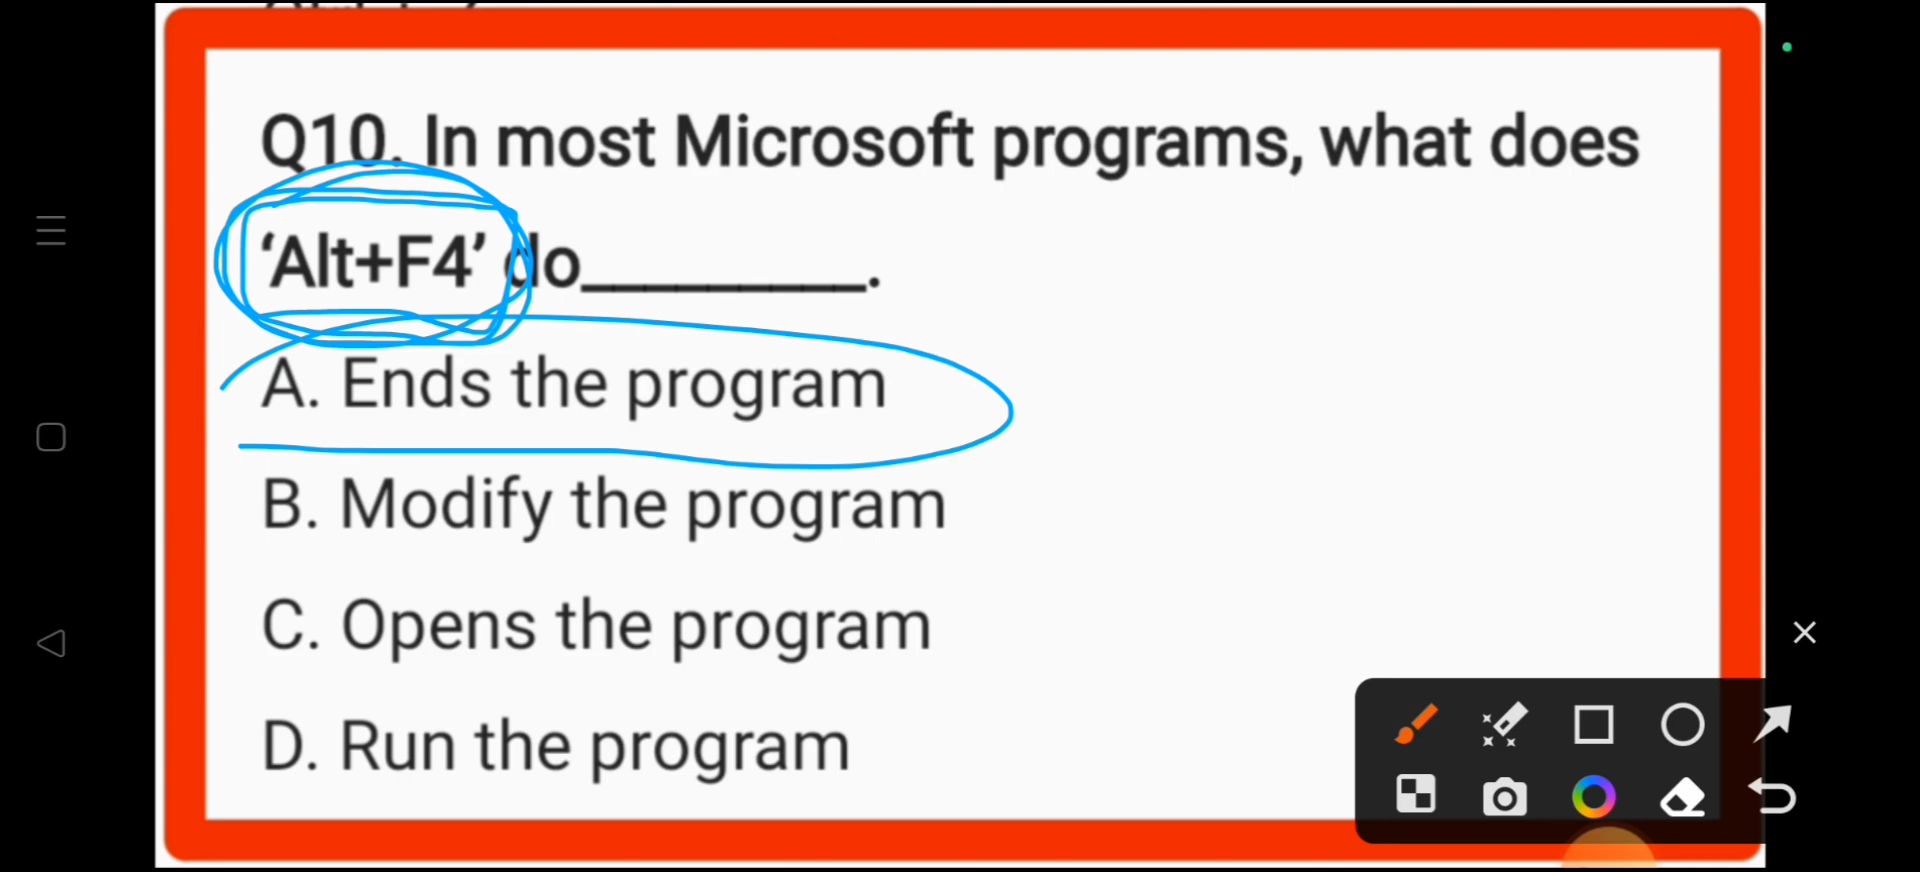 Q10. In most Microsoft programs, what does
‘Alt+F4’ do_________.
A. Ends the program
B. Modify the program
C. Opens the program
D. Run the program